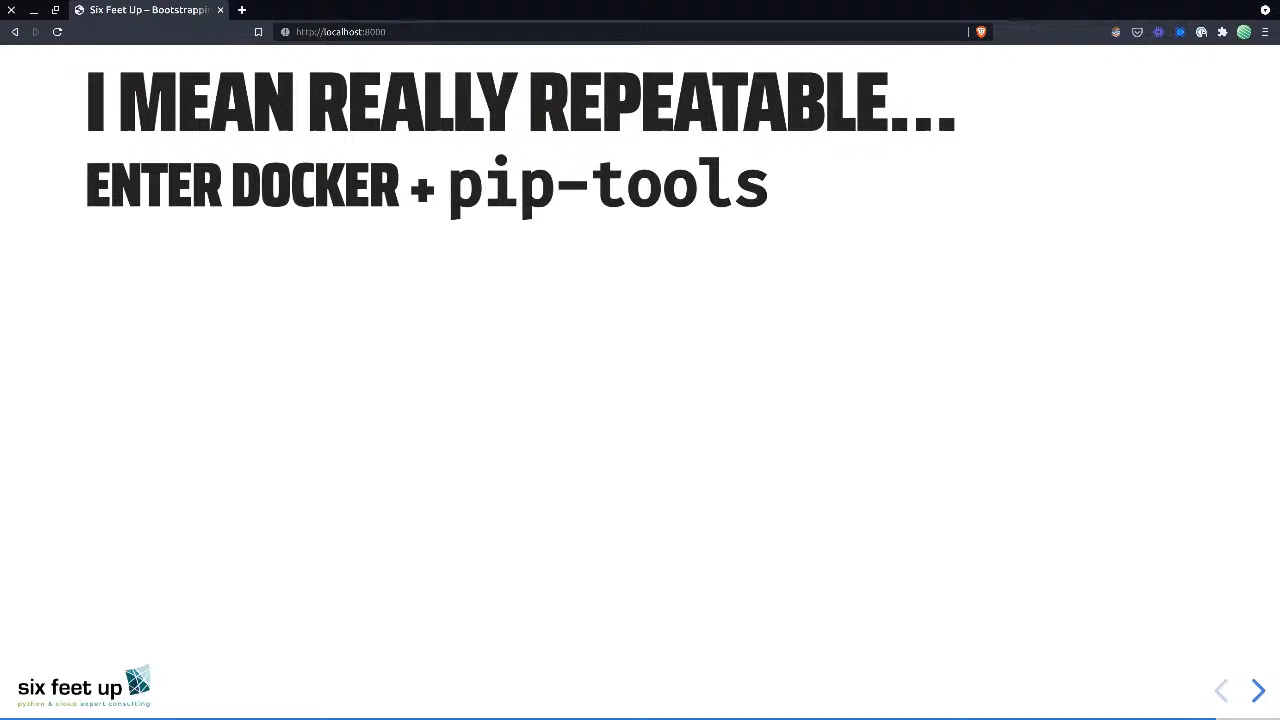 Six Feet Up – Bootstrappin
http://localhost:8000
I MEAN REALLY REPEATABLE...
ENTER DOCKER + pip-tools
six feet up
python & cloud expert consulting